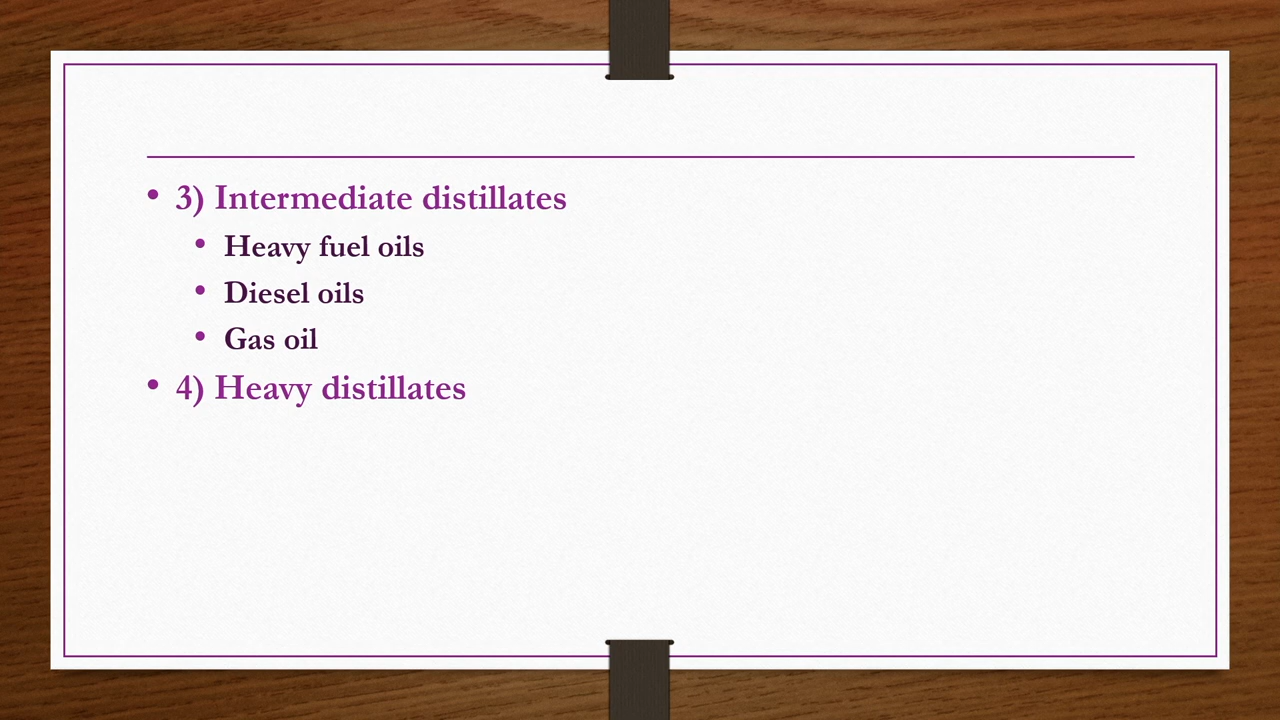 • 3) Intermediate distillates
• Heavy fuel oils
• Diesel oils
• Gas oil
• 4) Heavy distillates